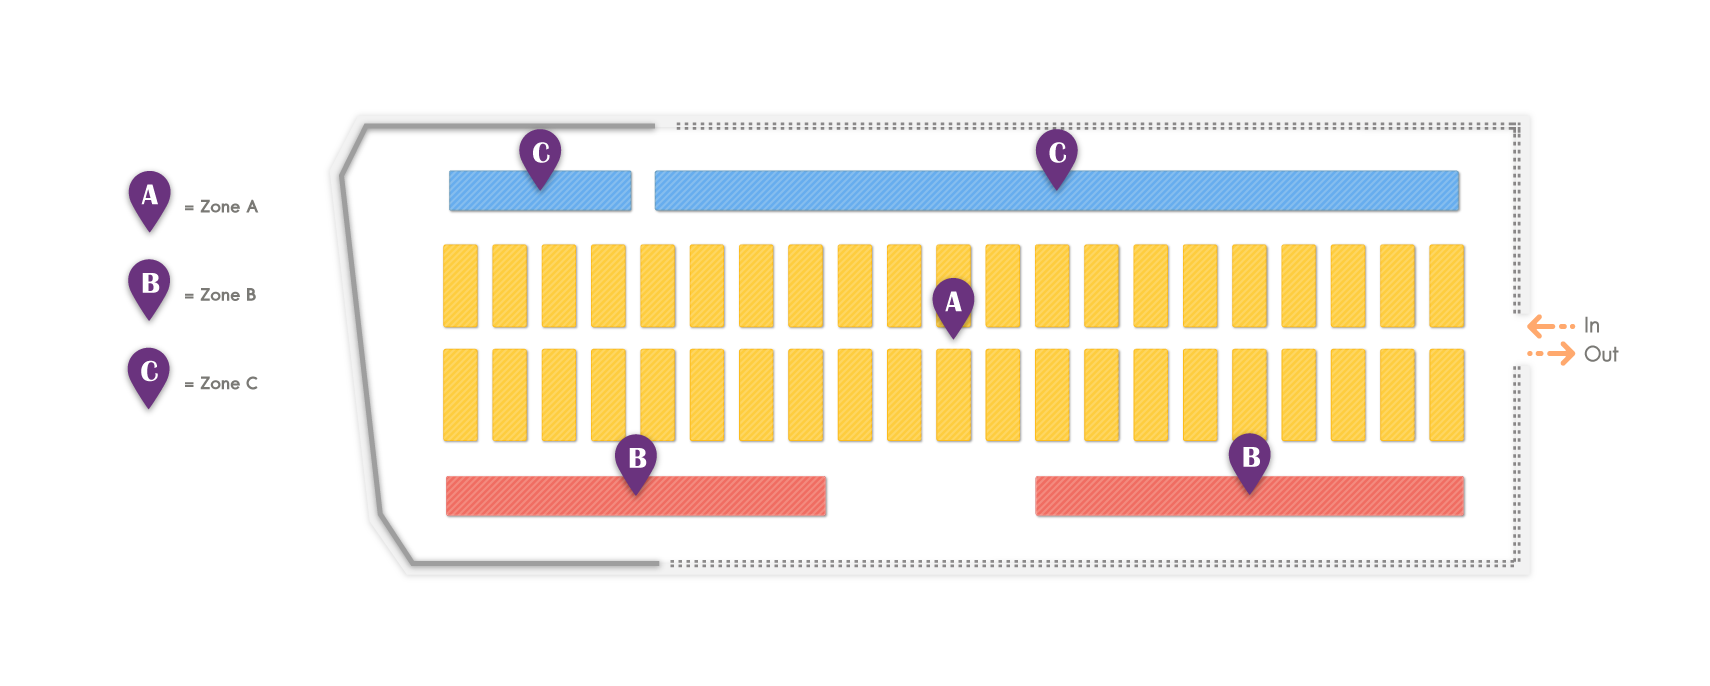 C
C
A
= Zone A
B
= Zone B
A
In
Out
C
= Zone C
B
B